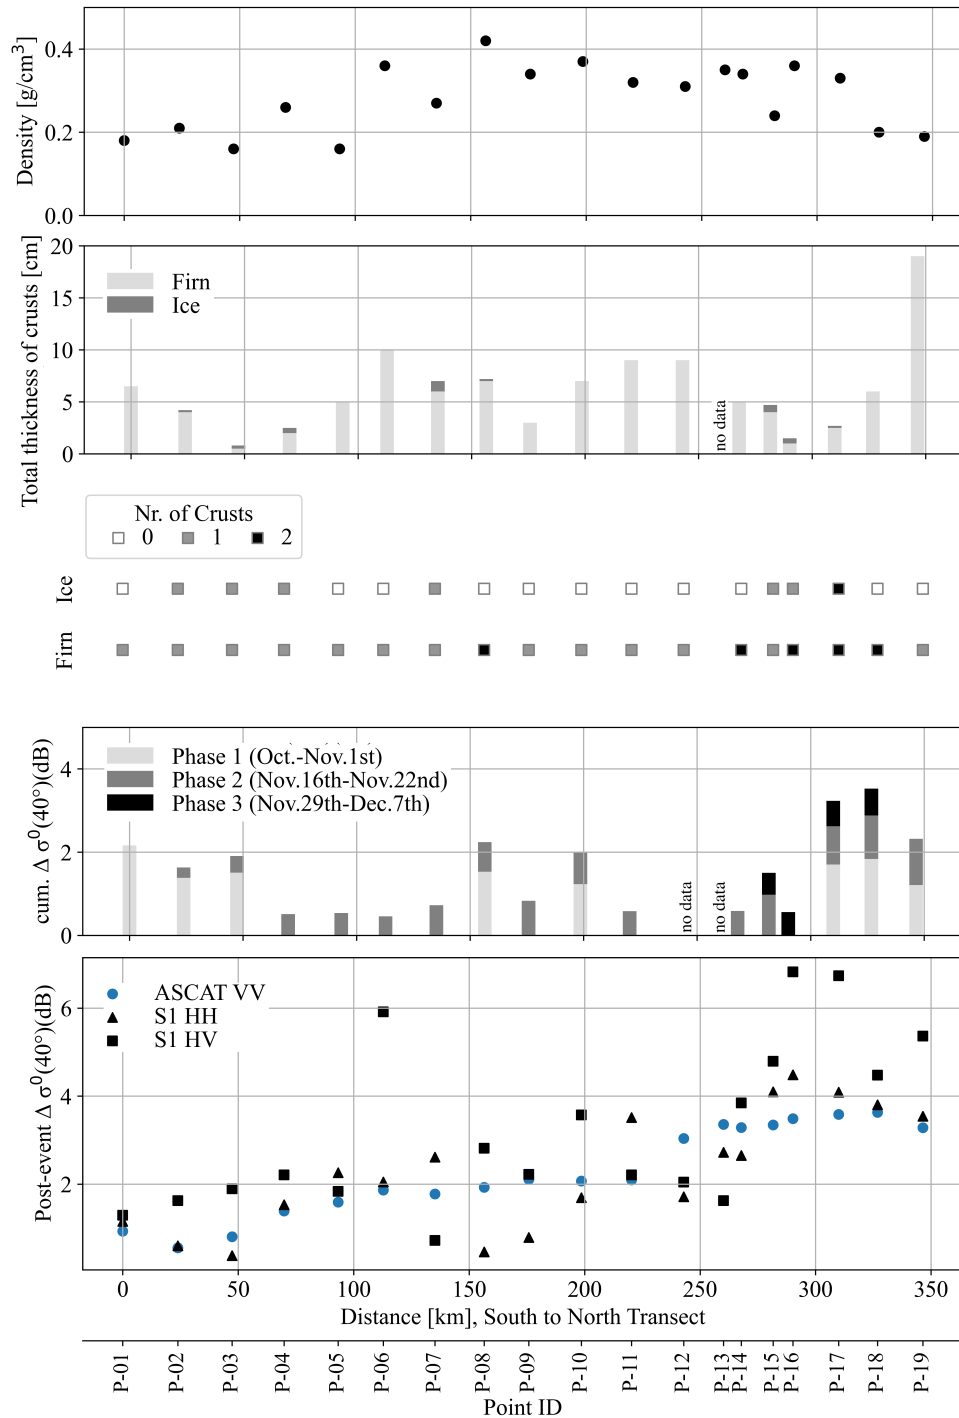 Density [g/cm³]
0.4
0.2
0.0
Total thickness of crusts [cm]
20
15
10
5
0
Firn
Ice
no data
Nr. of Crusts
0 1 2
Ice
Firn
cum. Δ σ⁰(40°)(dB)
4
2
0
Phase 1 (Oct.-Nov.1st)
Phase 2 (Nov.16th-Nov.22nd)
Phase 3 (Nov.29th-Dec.7th)
no data
no data
Post-event Δ σ⁰(40°)(dB)
6
4
2
ASCAT VV
S1 HH
S1 HV
0 50 100 150 200 250 300 350
Distance [km], South to North Transect
P-01 P-02 P-03 P-04 P-05 P-06 P-07 P-08 P-09 P-10 P-11 P-12 P-13 P-14 P-15 P-16 P-17 P-18 P-19
Point ID